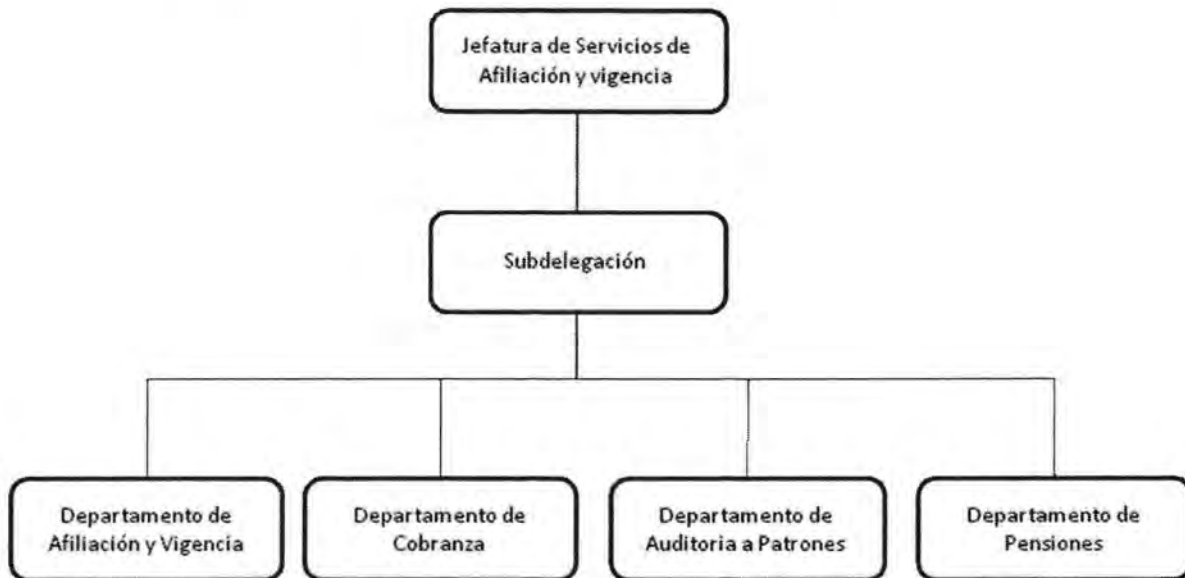 Jefatura de Servicios de
Afiliación y vigencia
Subdelegación
Departamento de
Afiliación y Vigencia
Departamento de
Cobranza
Departamento de
Auditoria a Patrones
Departamento de
Pensiones